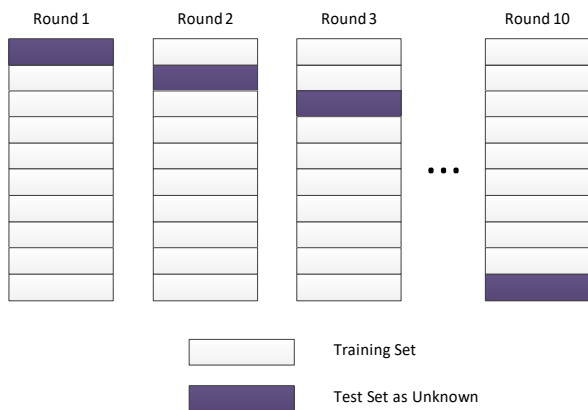 Round 1
Round 2
Round 3
Round 10
...
Training Set
Test Set as Unknown